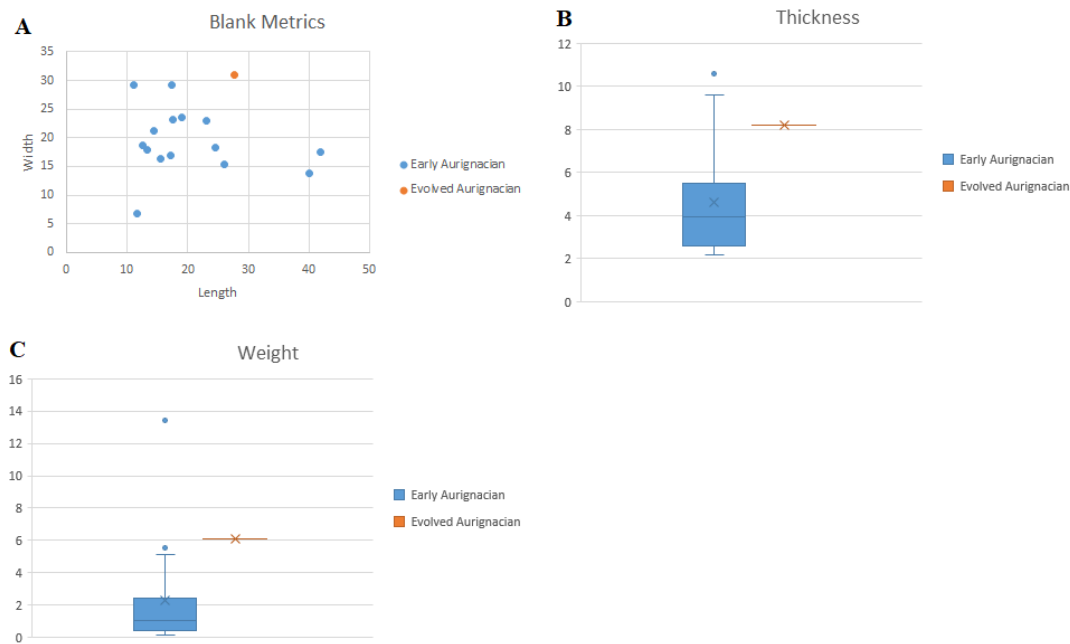 A
Blank Metrics
35
30
25
20
15
10
5
0
Width
0 10 20 30 40 50
Length
Early Aurignacian
Evolved Aurignacian
B
Thickness
12
10
8
6
4
2
0
Early Aurignacian
Evolved Aurignacian
C
Weight
16
14
12
10
8
6
4
2
0
Early Aurignacian
Evolved Aurignacian